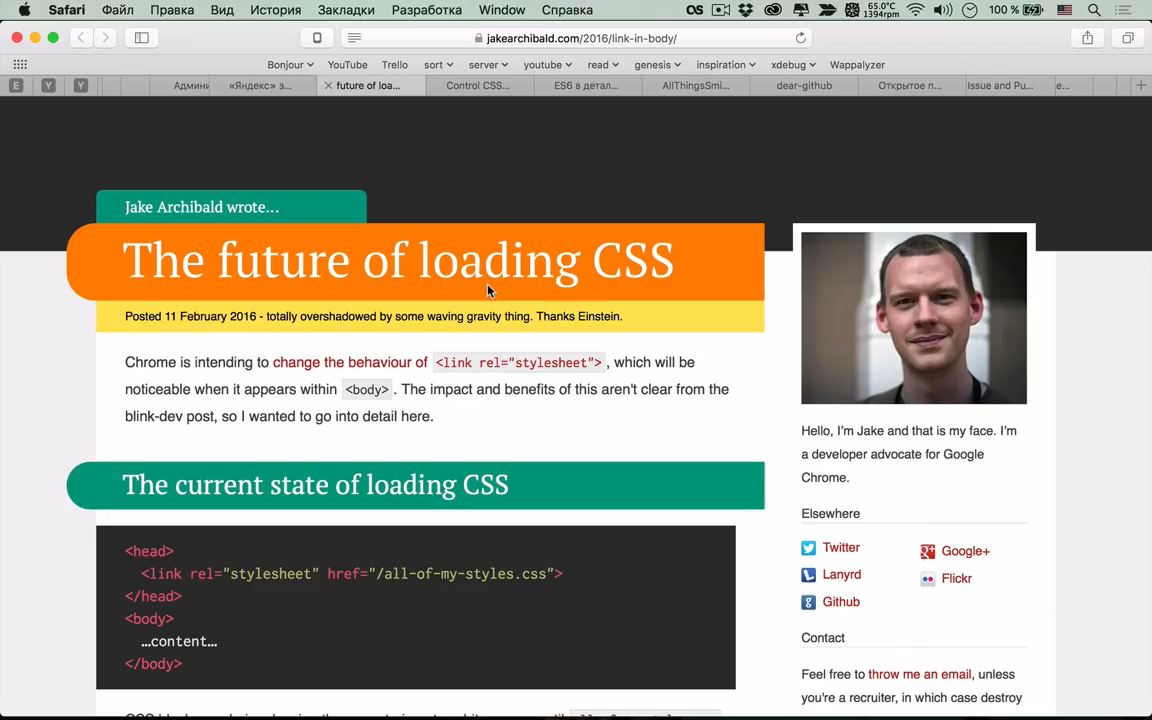 Safari Файл Правка Вид История Закладки Разработка Window Справка 65.0°C 1394rpm 100 %
jakearchibald.com/2016/link-in-body/
Bonjour YouTube Trello sort server youtube read genesis inspiration xdebug Wappalyzer
E Y Y Админи «Яндекс» з... future of loa... Control CSS... ES6 в детал... AllThingsSmi... dear-github Открытое п... Issue and Pu... e...
Jake Archibald wrote...
The future of loading CSS
Posted 11 February 2016 - totally overshadowed by some waving gravity thing. Thanks Einstein.
Chrome is intending to change the behaviour of <link rel="stylesheet">, which will be
noticeable when it appears within <body>. The impact and benefits of this aren't clear from the
blink-dev post, so I wanted to go into detail here.
The current state of loading CSS
<head>
<link rel="stylesheet" href="/all-of-my-styles.css">
</head>
<body>
…content…
</body>
Hello, I'm Jake and that is my face. I'm
a developer advocate for Google
Chrome.
Elsewhere
Twitter
Google+
Lanyrd
Flickr
Github
Contact
Feel free to throw me an email, unless
you're a recruiter, in which case destroy